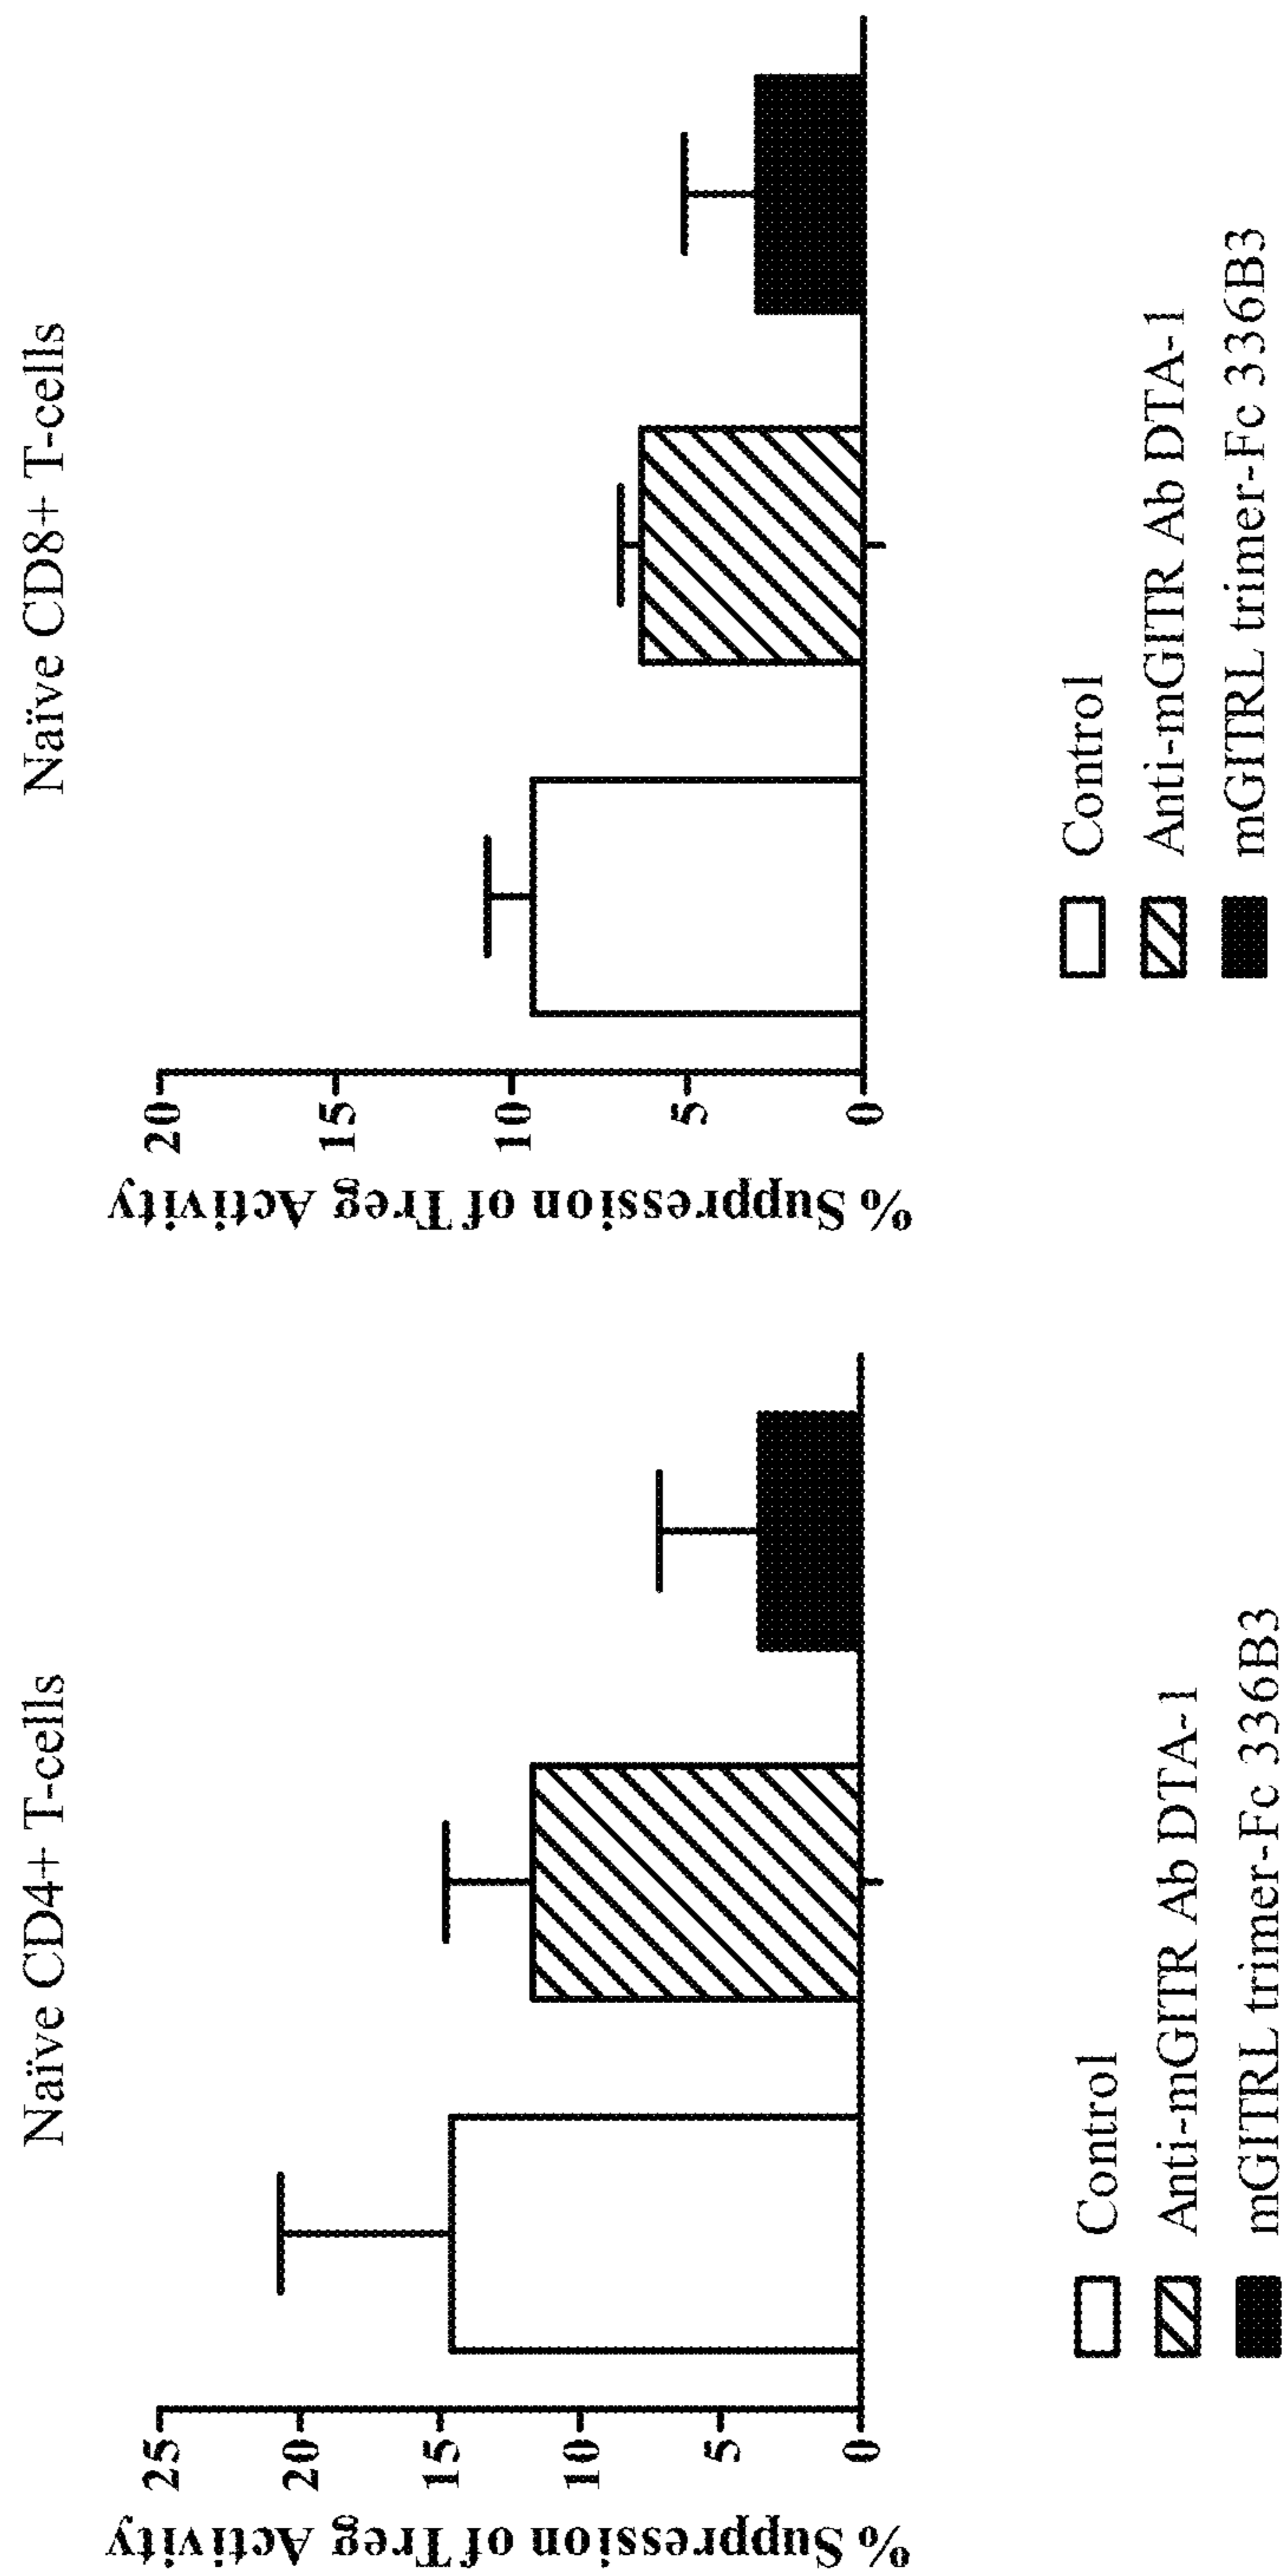 Naïve CD4+ T-cells
% Suppression of Treg Activity
25
20
15
10
5
0
Control
Anti-mGITR Ab DTA-1
mGITRL trimer-Fc 336B3
Naïve CD8+ T-cells
% Suppression of Treg Activity
20
15
10
5
0
Control
Anti-mGITR Ab DTA-1
mGITRL trimer-Fc 336B3